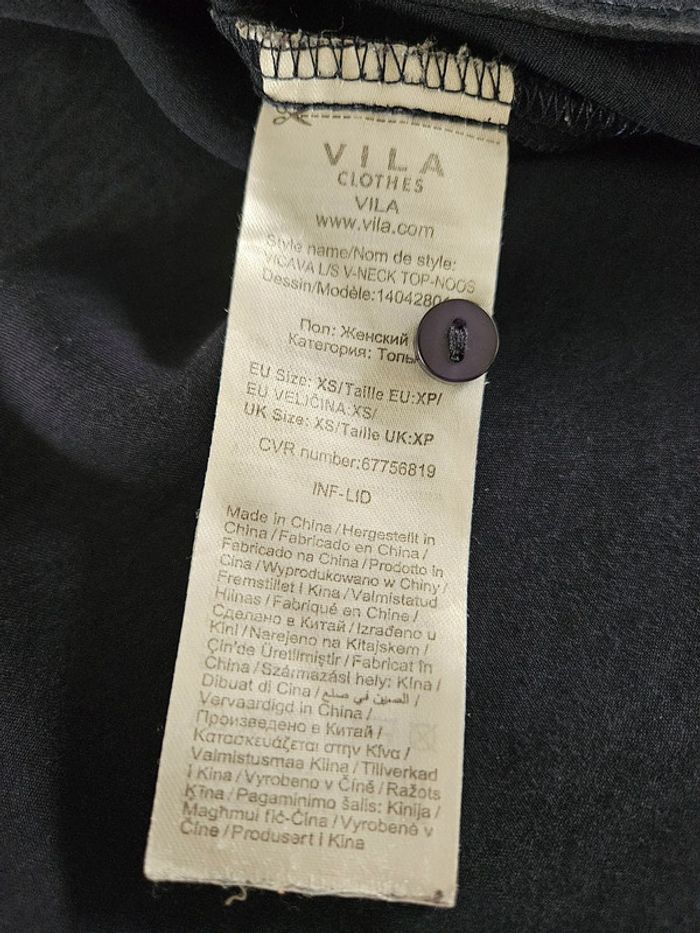 VILA
CLOTHES
VILA
www.vila.com
Style name/Nom de style:
VICAVA L/S V-NECK TOP-NOOS
Dessin/Modèle:1404280
Пол: Женский
Категория:
EU Size: XS/Taille EU:XP/
EU VELIČINA:XS/
UK Size: XS/Taille UK:XP
CVR number:67756819
INF-LID
Made in China/Hergestellt in
China/Fabricado en China/
Fabricado na China/Prodotto in
Cina/Wyprodukowano w Chiny/
Fremstillet i Kina/Valmistatud
Hiinas/Fabriqué en Chine/
Сделано в Китай/Izrađeno u
Kini/Narejeno na Kitajskem/
Çin'de Üretilmiştir/Fabricat în
China/Származási hely: Kína/
Dibuat di Cina/الصين في صنع/
Vervaardigd in China/
Произведено в Китай/
Κατασκευάζεται στην Κίνα/
Valmistusmaa Kiina/Tillverkad
i Kina/Vyrobeno v Číně/Ražots
Ķīna/Pagaminimo šalis: Kinija/
Magħmul fiċ-Ċina/Vyrobené v
Číne/Produsert i Kina